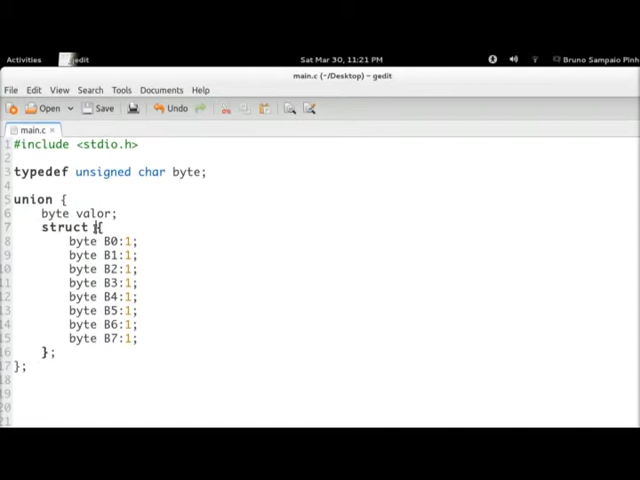 Activities gedit Sat Mar 30, 11:21 PM Bruno Sampaio Pinh
main.c (~/Desktop) – gedit
File Edit View Search Tools Documents Help
Open Save Undo
main.c ×
1 #include <stdio.h>
2
3 typedef unsigned char byte;
4
5 union {
6 byte valor;
7 struct {
8 byte B0:1;
9 byte B1:1;
10 byte B2:1;
11 byte B3:1;
12 byte B4:1;
13 byte B5:1;
14 byte B6:1;
15 byte B7:1;
16 };
17 };
18
19
20
21